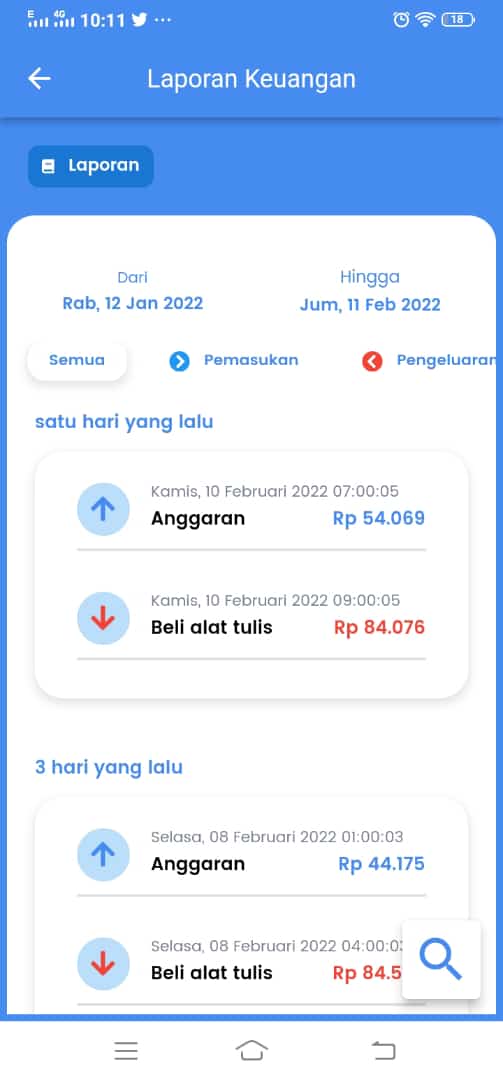 E 4G 10:11 ... 18
Laporan Keuangan
Laporan
Dari Hingga
Rab, 12 Jan 2022 Jum, 11 Feb 2022
Semua Pemasukan Pengeluaran
satu hari yang lalu
Kamis, 10 Februari 2022 07:00:05
Anggaran Rp 54.069
Kamis, 10 Februari 2022 09:00:05
Beli alat tulis Rp 84.076
3 hari yang lalu
Selasa, 08 Februari 2022 01:00:03
Anggaran Rp 44.175
Selasa, 08 Februari 2022 04:00:03
Beli alat tulis Rp 84.5